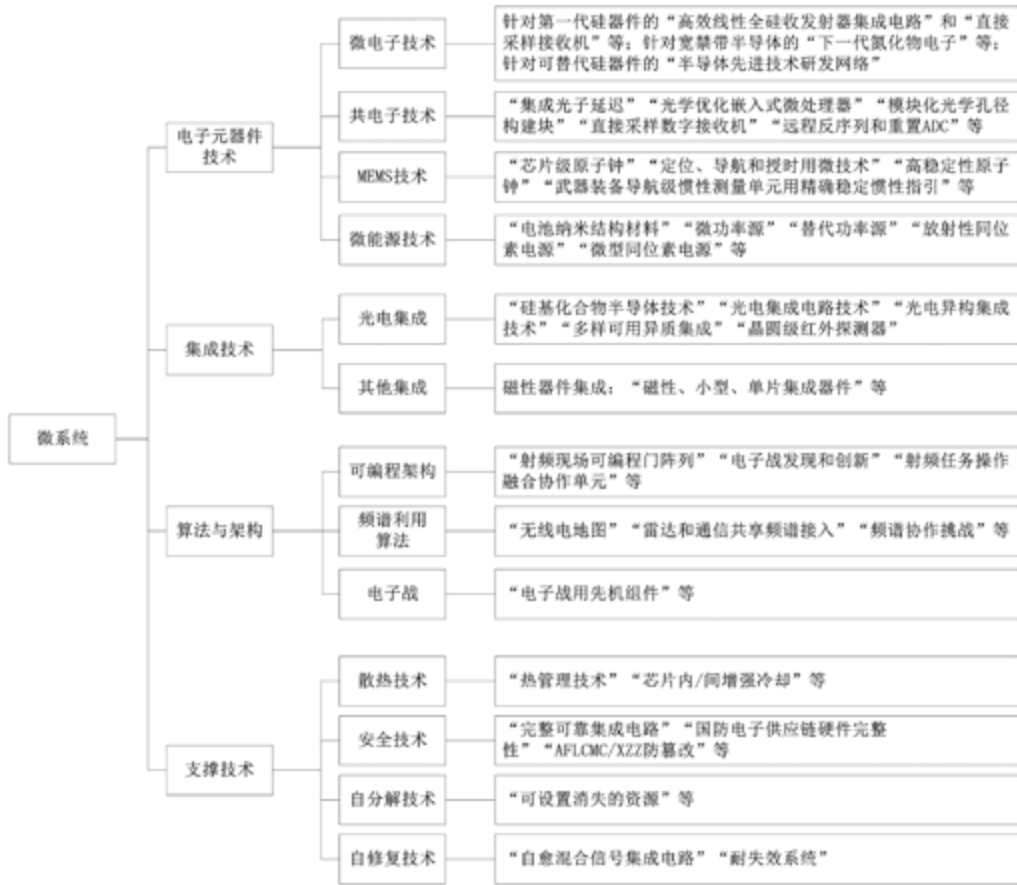 微系统
电子元器件
技术
微电子技术
针对第一代硅器件的“高效线性全硅收发射器集成电路”和“直接
采样接收机”等；针对宽禁带半导体的“下一代氮化物电子”等；
针对可替代硅器件的“半导体先进技术研发网络”
共电子技术
“集成光子延迟”“光学优化嵌入式微处理器”“模块化光学孔径
构建块”“直接采样数字接收机”“远程反序列和重置ADC”等
MEMS技术
“芯片级原子钟”“定位、导航和授时用微技术”“高稳定性原子
钟”“武器装备导航级惯性测量单元用精确稳定惯性指引”等
微能源技术
“电池纳米结构材料”“微功率源”“替代功率源”“放射性同位
素电源”“微型同位素电源”等
集成技术
光电集成
“硅基化合物半导体技术”“光电集成电路技术”“光电异构集成
技术”“多样可用异质集成”“晶圆级红外探测器”
其他集成
磁性器件集成：“磁性、小型、单片集成器件”等
算法与架构
可编程架构
“射频现场可编程门阵列”“电子战发现和创新”“射频任务操作
融合协作单元”等
频谱利用
算法
“无线电地图”“雷达和通信共享频谱接入”“频谱协作挑战”等
电子战
“电子战用先机组件”等
支撑技术
散热技术
“热管理技术”“芯片内/间增强冷却”等
安全技术
“完整可靠集成电路”“国防电子供应链硬件完整
性”“AFLCMC/XZZ防篡改”等
自分解技术
“可设置消失的资源”等
自修复技术
“自愈混合信号集成电路”“耐失效系统”